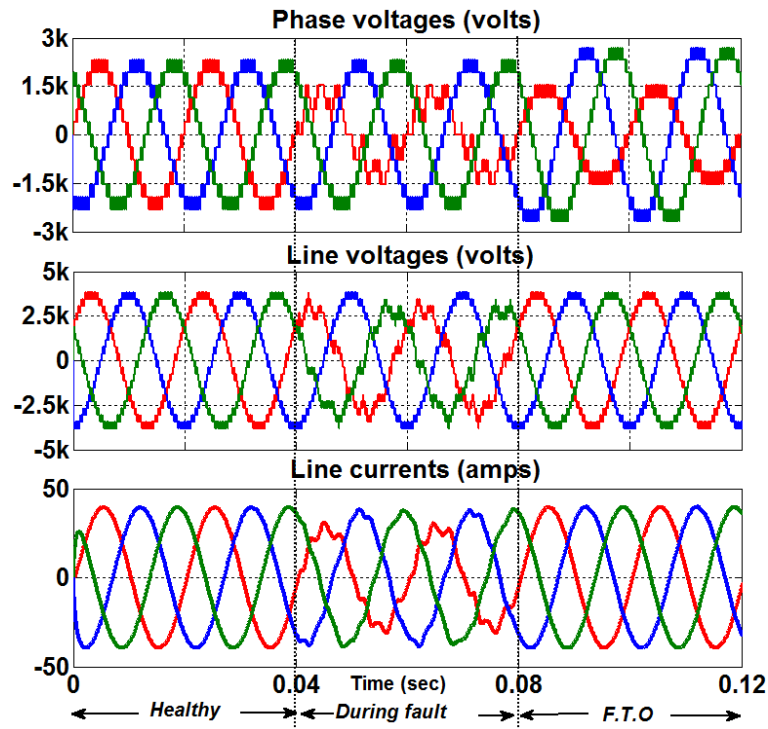 Phase voltages (volts)
3k
1.5k
0
-1.5k
-3k
Line voltages (volts)
5k
2.5k
0
-2.5k
-5k
Line currents (amps)
50
0
-50
0 0.04 Time (sec) 0.08 0.12
Healthy During fault F.T.O